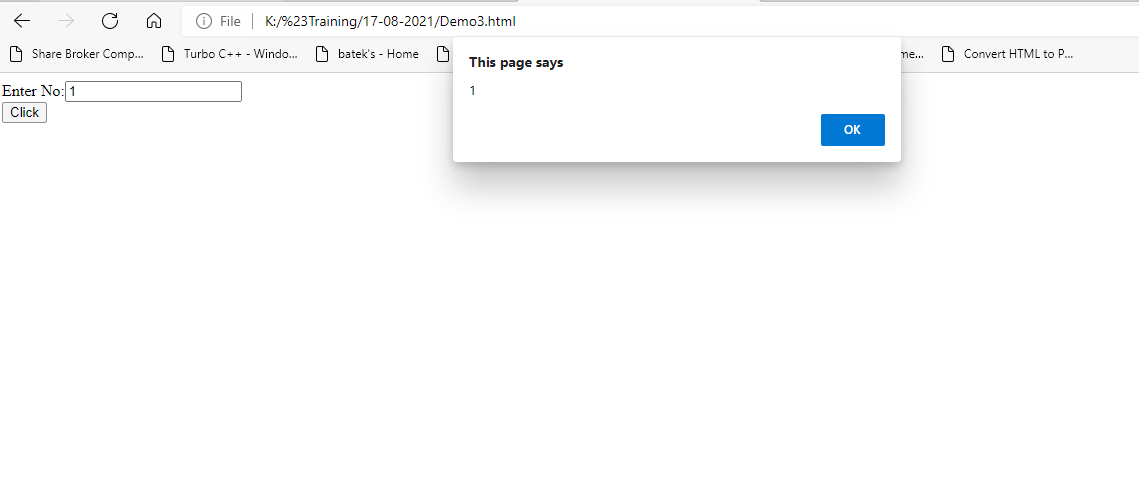 File K:/%23Training/17-08-2021/Demo3.html
Share Broker Comp... Turbo C++ - Windo... batek's - Home me... Convert HTML to P...
This page says
1
OK
Enter No: 1
Click